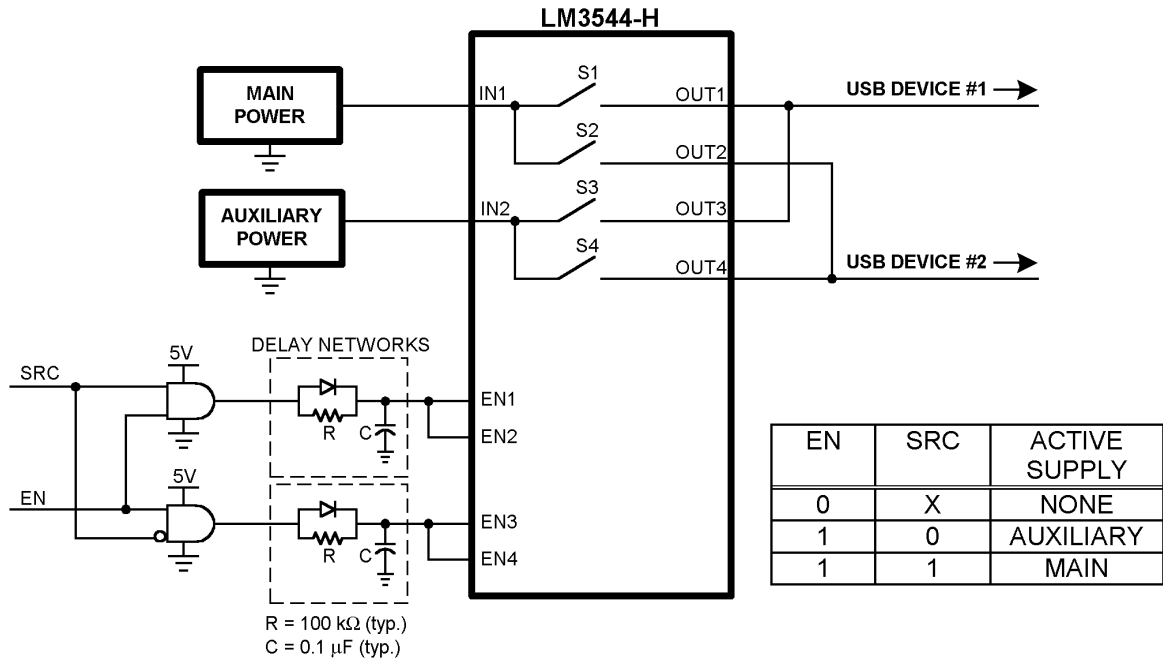 LM3544-H
MAIN
POWER
IN1
S1
OUT1
USB DEVICE #1
S2
OUT2
AUXILIARY
POWER
IN2
S3
OUT3
S4
OUT4
USB DEVICE #2
DELAY NETWORKS
SRC
5V
R
C
EN1
EN2
EN
5V
R
C
EN3
EN4
R = 100 kΩ (typ.)
C = 0.1 µF (typ.)
EN SRC ACTIVE
SUPPLY
0 X NONE
1 0 AUXILIARY
1 1 MAIN